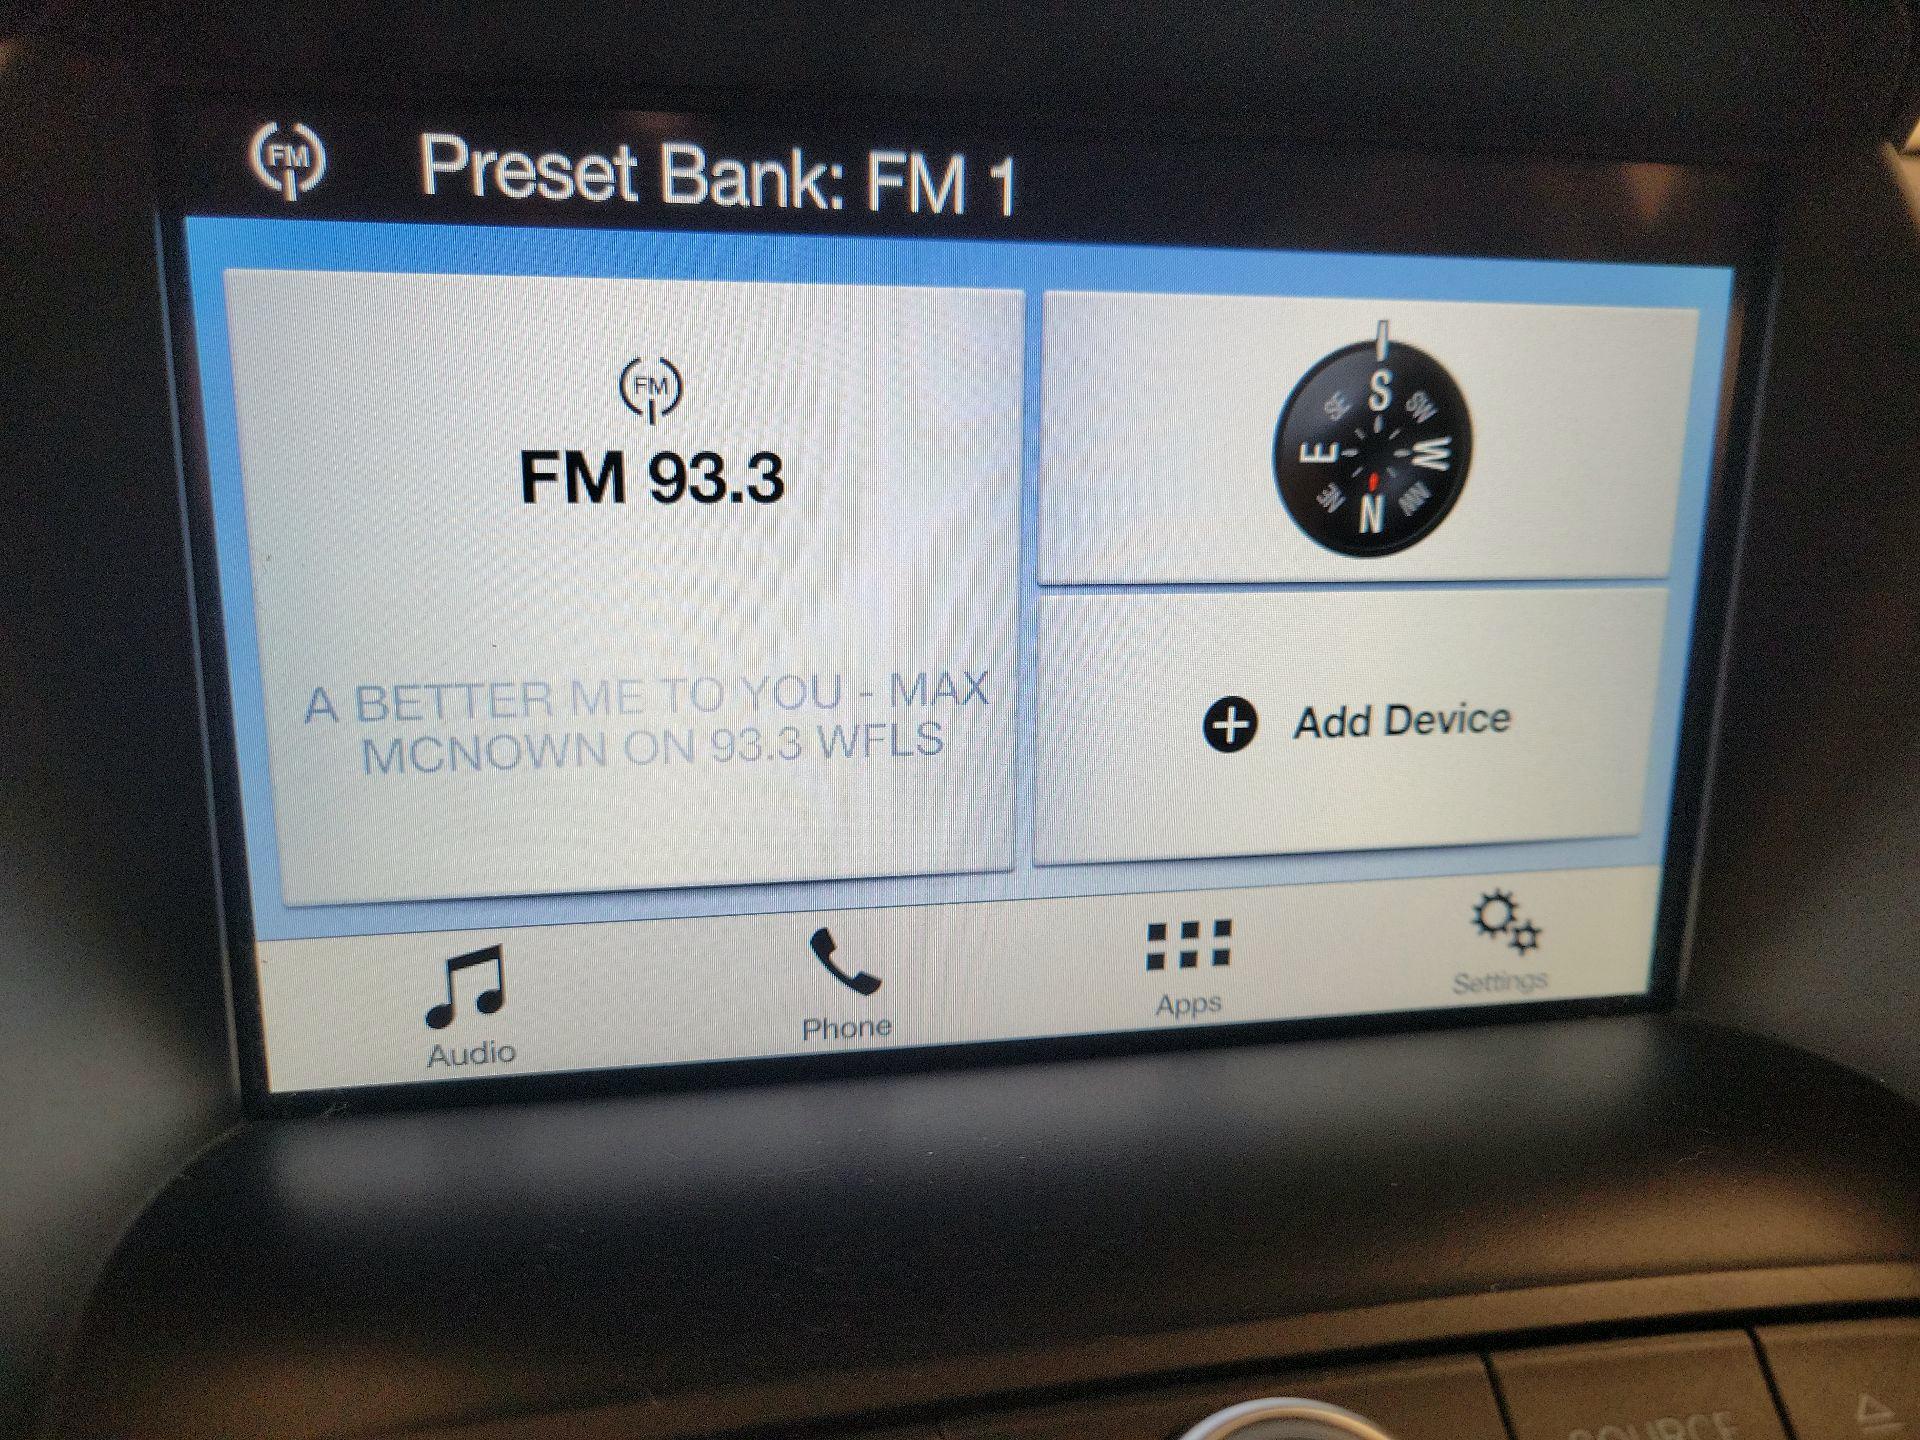 FM
Preset Bank: FM 1
FM
FM 93.3
A BETTER ME TO YOU - MAX
MCNOWN ON 93.3 WFLS
S
SE
SW
E
W
NE
NW
N
Add Device
Audio
Phone
Apps
Settings
SOURCE